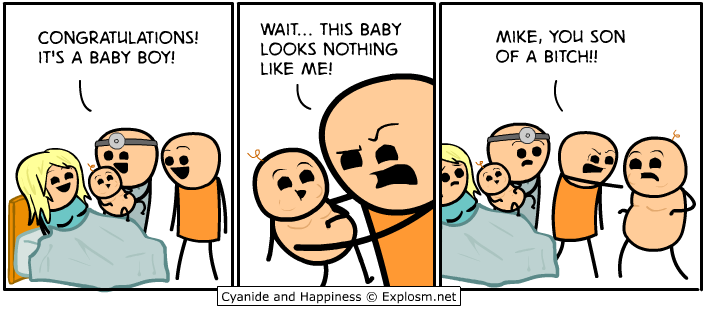 CONGRATULATIONS!
IT'S A BABY BOY!
WAIT... THIS BABY
LOOKS NOTHING
LIKE ME!
MIKE, YOU SON
OF A BITCH!!
Cyanide and Happiness © Explosm.net